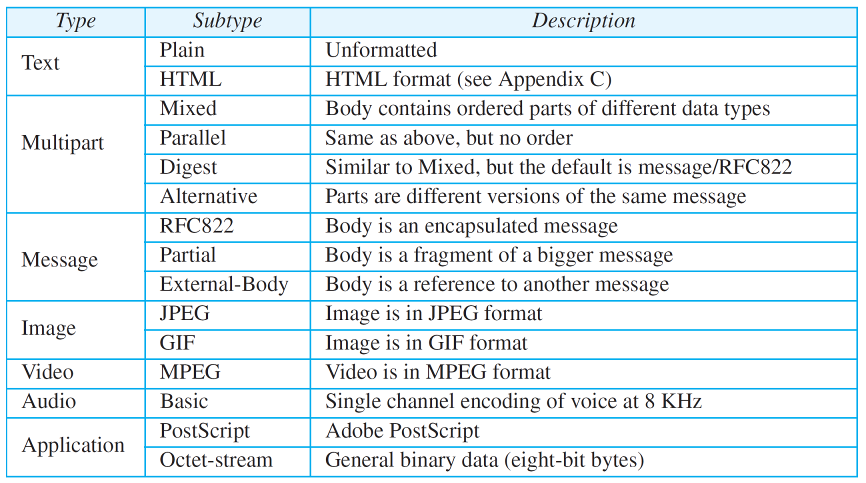 Type Subtype Description
Text Plain Unformatted
HTML HTML format (see Appendix C)
Multipart Mixed Body contains ordered parts of different data types
Parallel Same as above, but no order
Digest Similar to Mixed, but the default is message/RFC822
Alternative Parts are different versions of the same message
Message RFC822 Body is an encapsulated message
Partial Body is a fragment of a bigger message
External-Body Body is a reference to another message
Image JPEG Image is in JPEG format
GIF Image is in GIF format
Video MPEG Video is in MPEG format
Audio Basic Single channel encoding of voice at 8 KHz
Application PostScript Adobe PostScript
Octet-stream General binary data (eight-bit bytes)